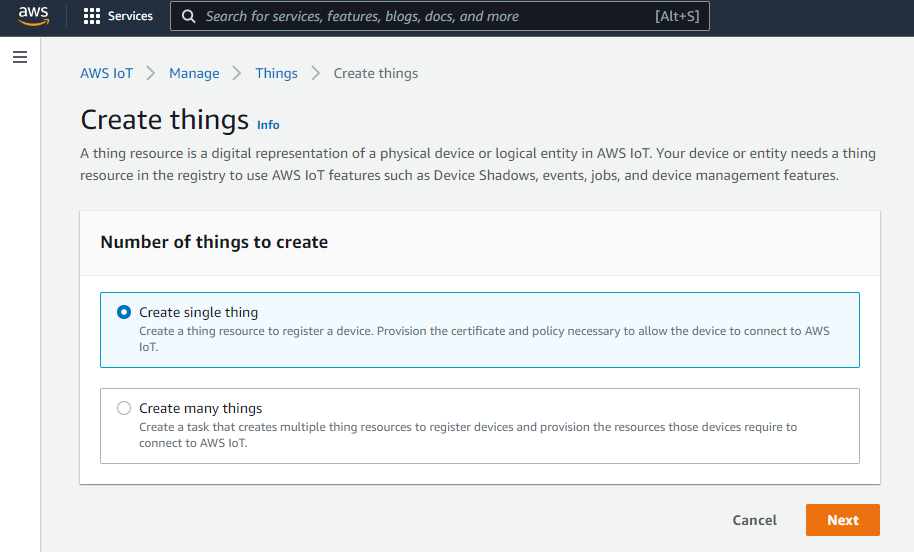 aws
Services
Search for services, features, blogs, docs, and more
[Alt+S]
AWS IoT
Manage
Things
Create things
Create things Info
A thing resource is a digital representation of a physical device or logical entity in AWS IoT. Your device or entity needs a thing
resource in the registry to use AWS IoT features such as Device Shadows, events, jobs, and device management features.
Number of things to create
Create single thing
Create a thing resource to register a device. Provision the certificate and policy necessary to allow the device to connect to AWS
IoT.
Create many things
Create a task that creates multiple thing resources to register devices and provision the resources those devices require to
connect to AWS IoT.
Cancel
Next